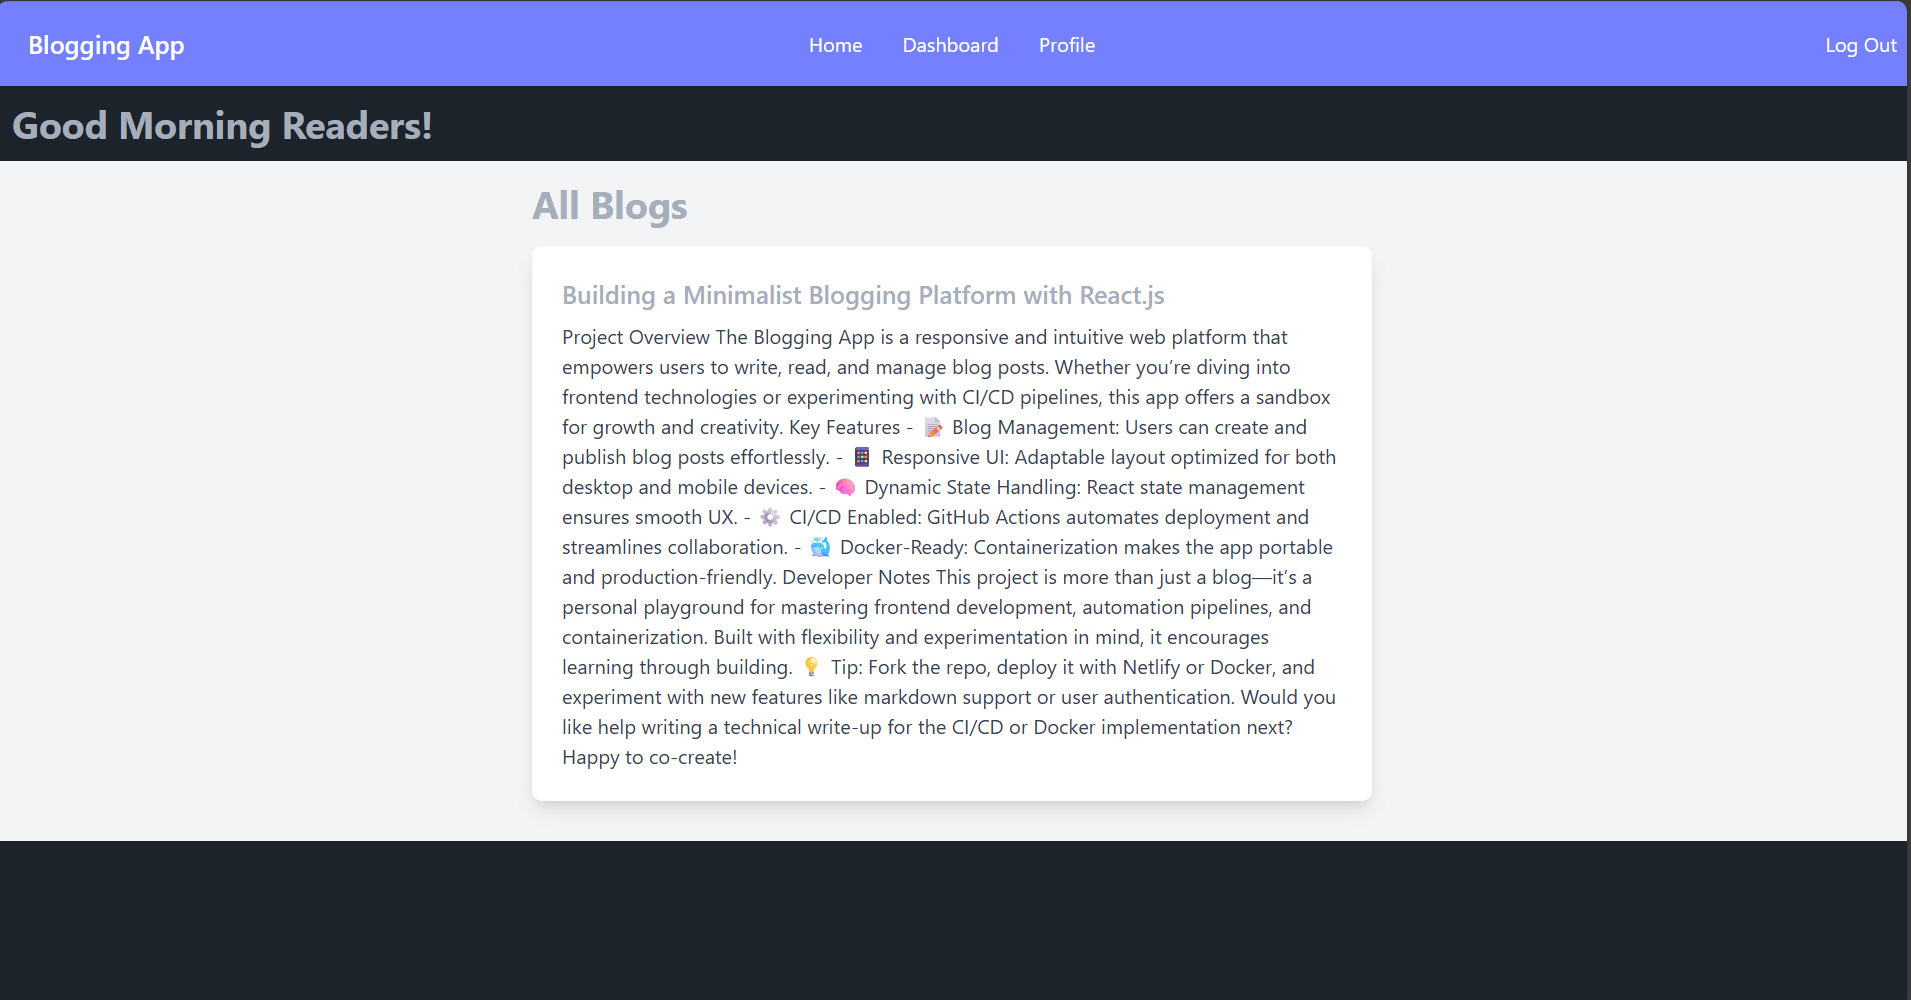 Blogging App
Home Dashboard Profile
Log Out
Good Morning Readers!
All Blogs
Building a Minimalist Blogging Platform with React.js
Project Overview The Blogging App is a responsive and intuitive web platform that
empowers users to write, read, and manage blog posts. Whether you’re diving into
frontend technologies or experimenting with CI/CD pipelines, this app offers a sandbox
for growth and creativity. Key Features - 📝 Blog Management: Users can create and
publish blog posts effortlessly. - 📱 Responsive UI: Adaptable layout optimized for both
desktop and mobile devices. - 🧠 Dynamic State Handling: React state management
ensures smooth UX. - ⚙️ CI/CD Enabled: GitHub Actions automates deployment and
streamlines collaboration. - 🐳 Docker-Ready: Containerization makes the app portable
and production-friendly. Developer Notes This project is more than just a blog—it’s a
personal playground for mastering frontend development, automation pipelines, and
containerization. Built with flexibility and experimentation in mind, it encourages
learning through building. 💡 Tip: Fork the repo, deploy it with Netlify or Docker, and
experiment with new features like markdown support or user authentication. Would you
like help writing a technical write-up for the CI/CD or Docker implementation next?
Happy to co-create!